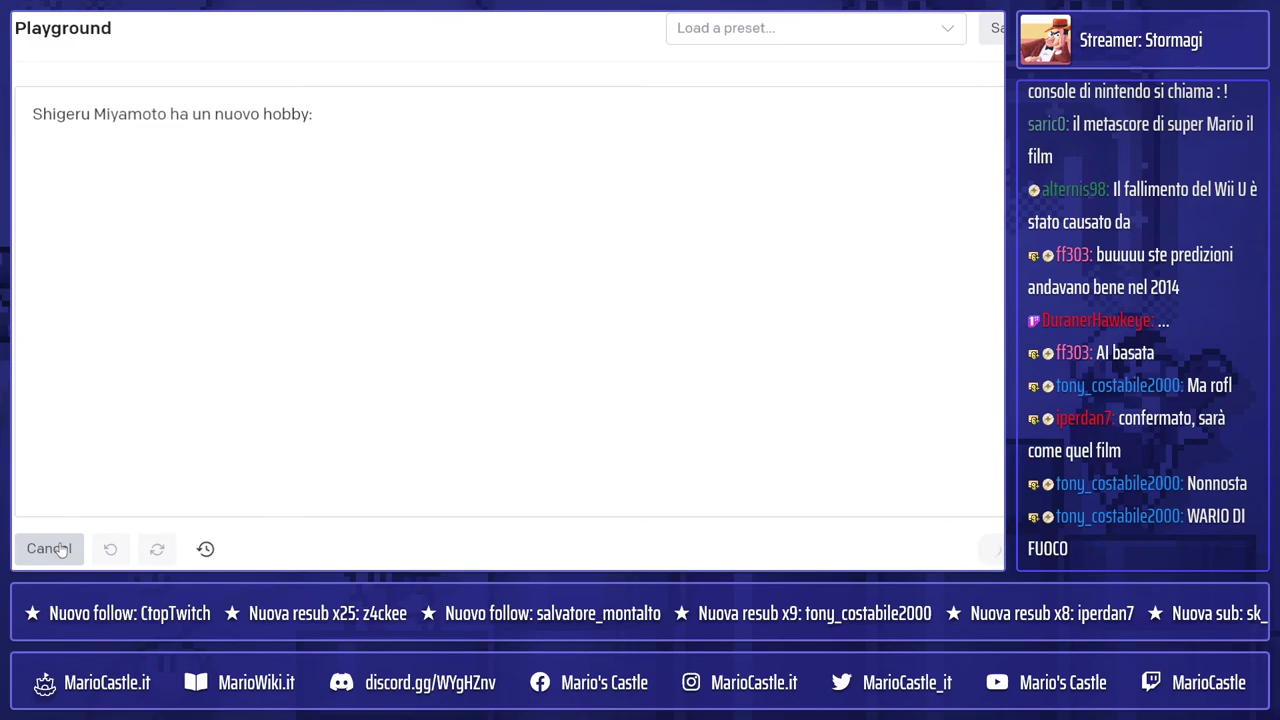 Playground
Load a preset...
Sa
Shigeru Miyamoto ha un nuovo hobby:
Cancel
Streamer: Stormagi
console di nintendo si chiama : !
saric0: il metascore di super Mario il
film
alternis98: Il fallimento del Wii U è
stato causato da
ff303: buuuuu ste predizioni
andavano bene nel 2014
DuranerHawkeye: ...
ff303: AI basata
tony_costabile2000: Ma rofl
iperdan7: confermato, sarà
come quel film
tony_costabile2000: Nonnosta
tony_costabile2000: WARIO DI
FUOCO
★ Nuovo follow: CtopTwitch ★ Nuova resub x25: z4ckee ★ Nuovo follow: salvatore_montalto ★ Nuova resub x9: tony_costabile2000 ★ Nuova resub x8: iperdan7 ★ Nuova sub: sk_
MarioCastle.it MarioWiki.it discord.gg/WYgHZnv Mario's Castle MarioCastle.it MarioCastle_it Mario's Castle MarioCastle